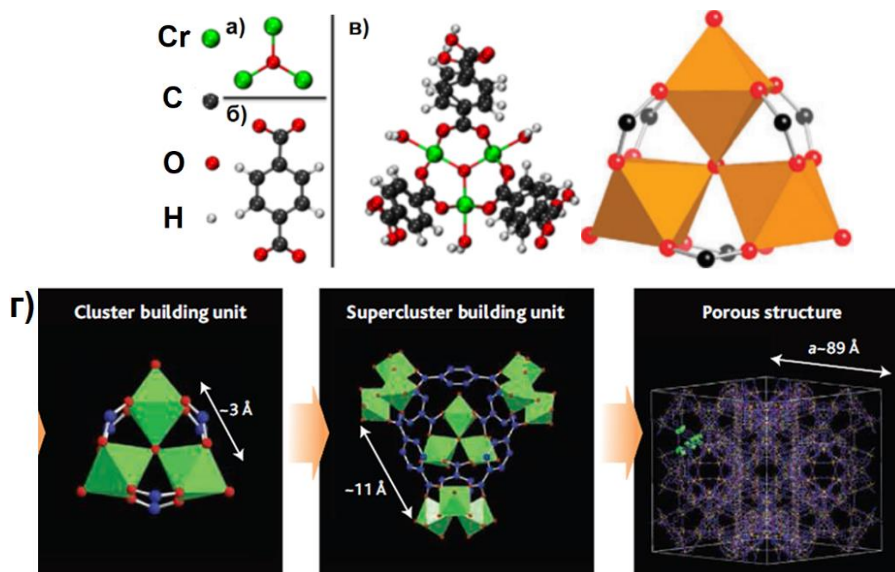 Cr
а)
C
б)
O
H
в)
г)
Cluster building unit
~3 Å
Supercluster building unit
~11 Å
Porous structure
a~89 Å